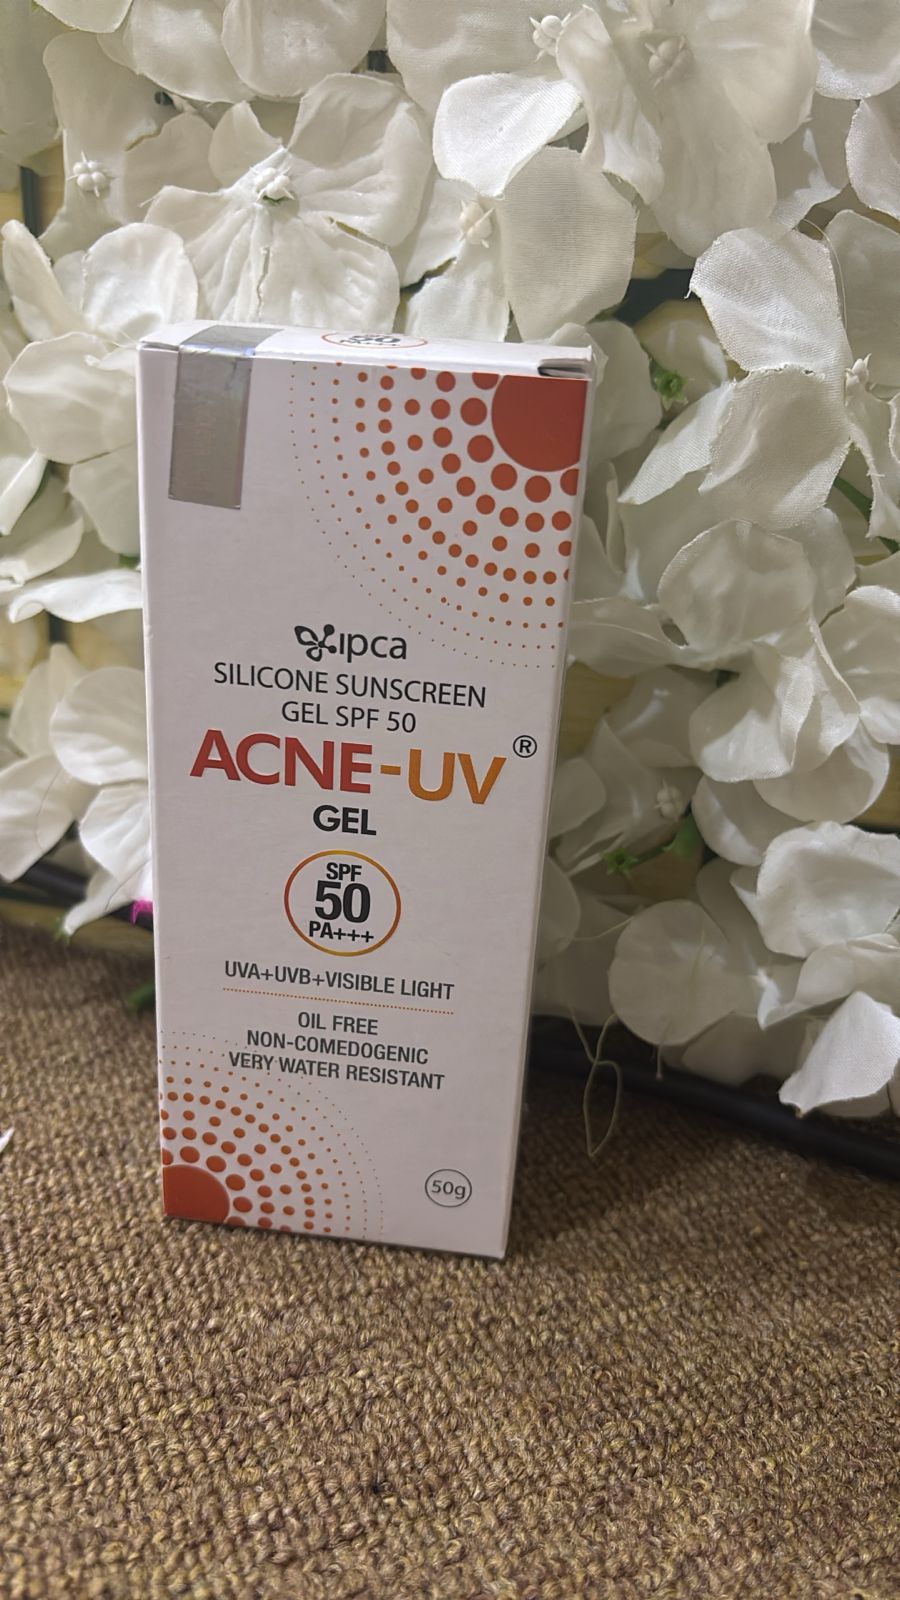 ipca
SILICONE SUNSCREEN
GEL SPF 50
ACNE-UV®
GEL
SPF
50
PA+++
UVA+UVB+VISIBLE LIGHT
OIL FREE
NON-COMEDOGENIC
VERY WATER RESISTANT
50g